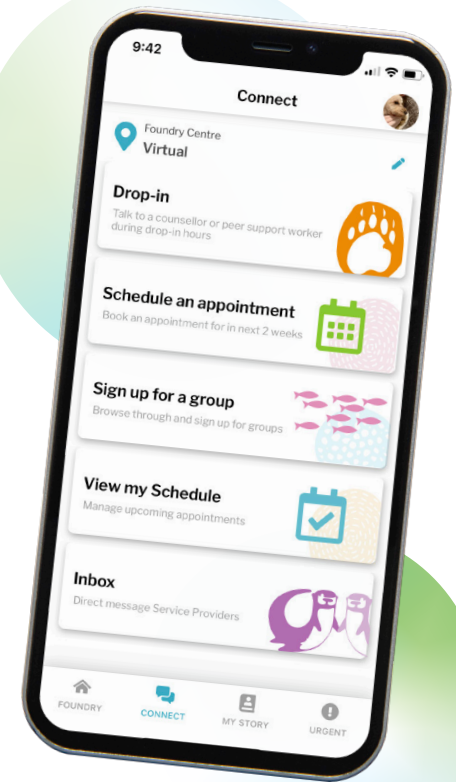 9:42
Connect
Foundry Centre
Virtual
Drop-in
Talk to a counsellor or peer support worker
during drop-in hours
Schedule an appointment
Book an appointment for in next 2 weeks
Sign up for a group
Browse through and sign up for groups
View my Schedule
Manage upcoming appointments
Inbox
Direct message Service Providers
FOUNDRY
CONNECT
MY STORY
URGENT